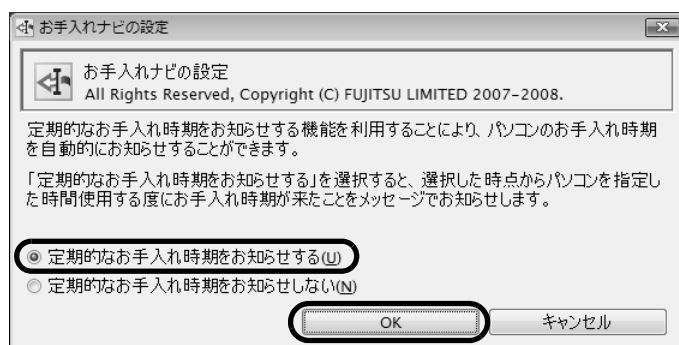 お手入れナビの設定
お手入れナビの設定
All Rights Reserved, Copyright (C) FUJITSU LIMITED 2007-2008.
定期的なお手入れ時期をお知らせする機能を利用することにより、パソコンのお手入れ時期
を自動的にお知らせすることができます。
「定期的なお手入れ時期をお知らせする」を選択すると、選択した時点からパソコンを指定し
た時間使用する度にお手入れ時期が来たことをメッセージでお知らせします。
定期的なお手入れ時期をお知らせする(U)
定期的なお手入れ時期をお知らせしない(N)
OK キャンセル